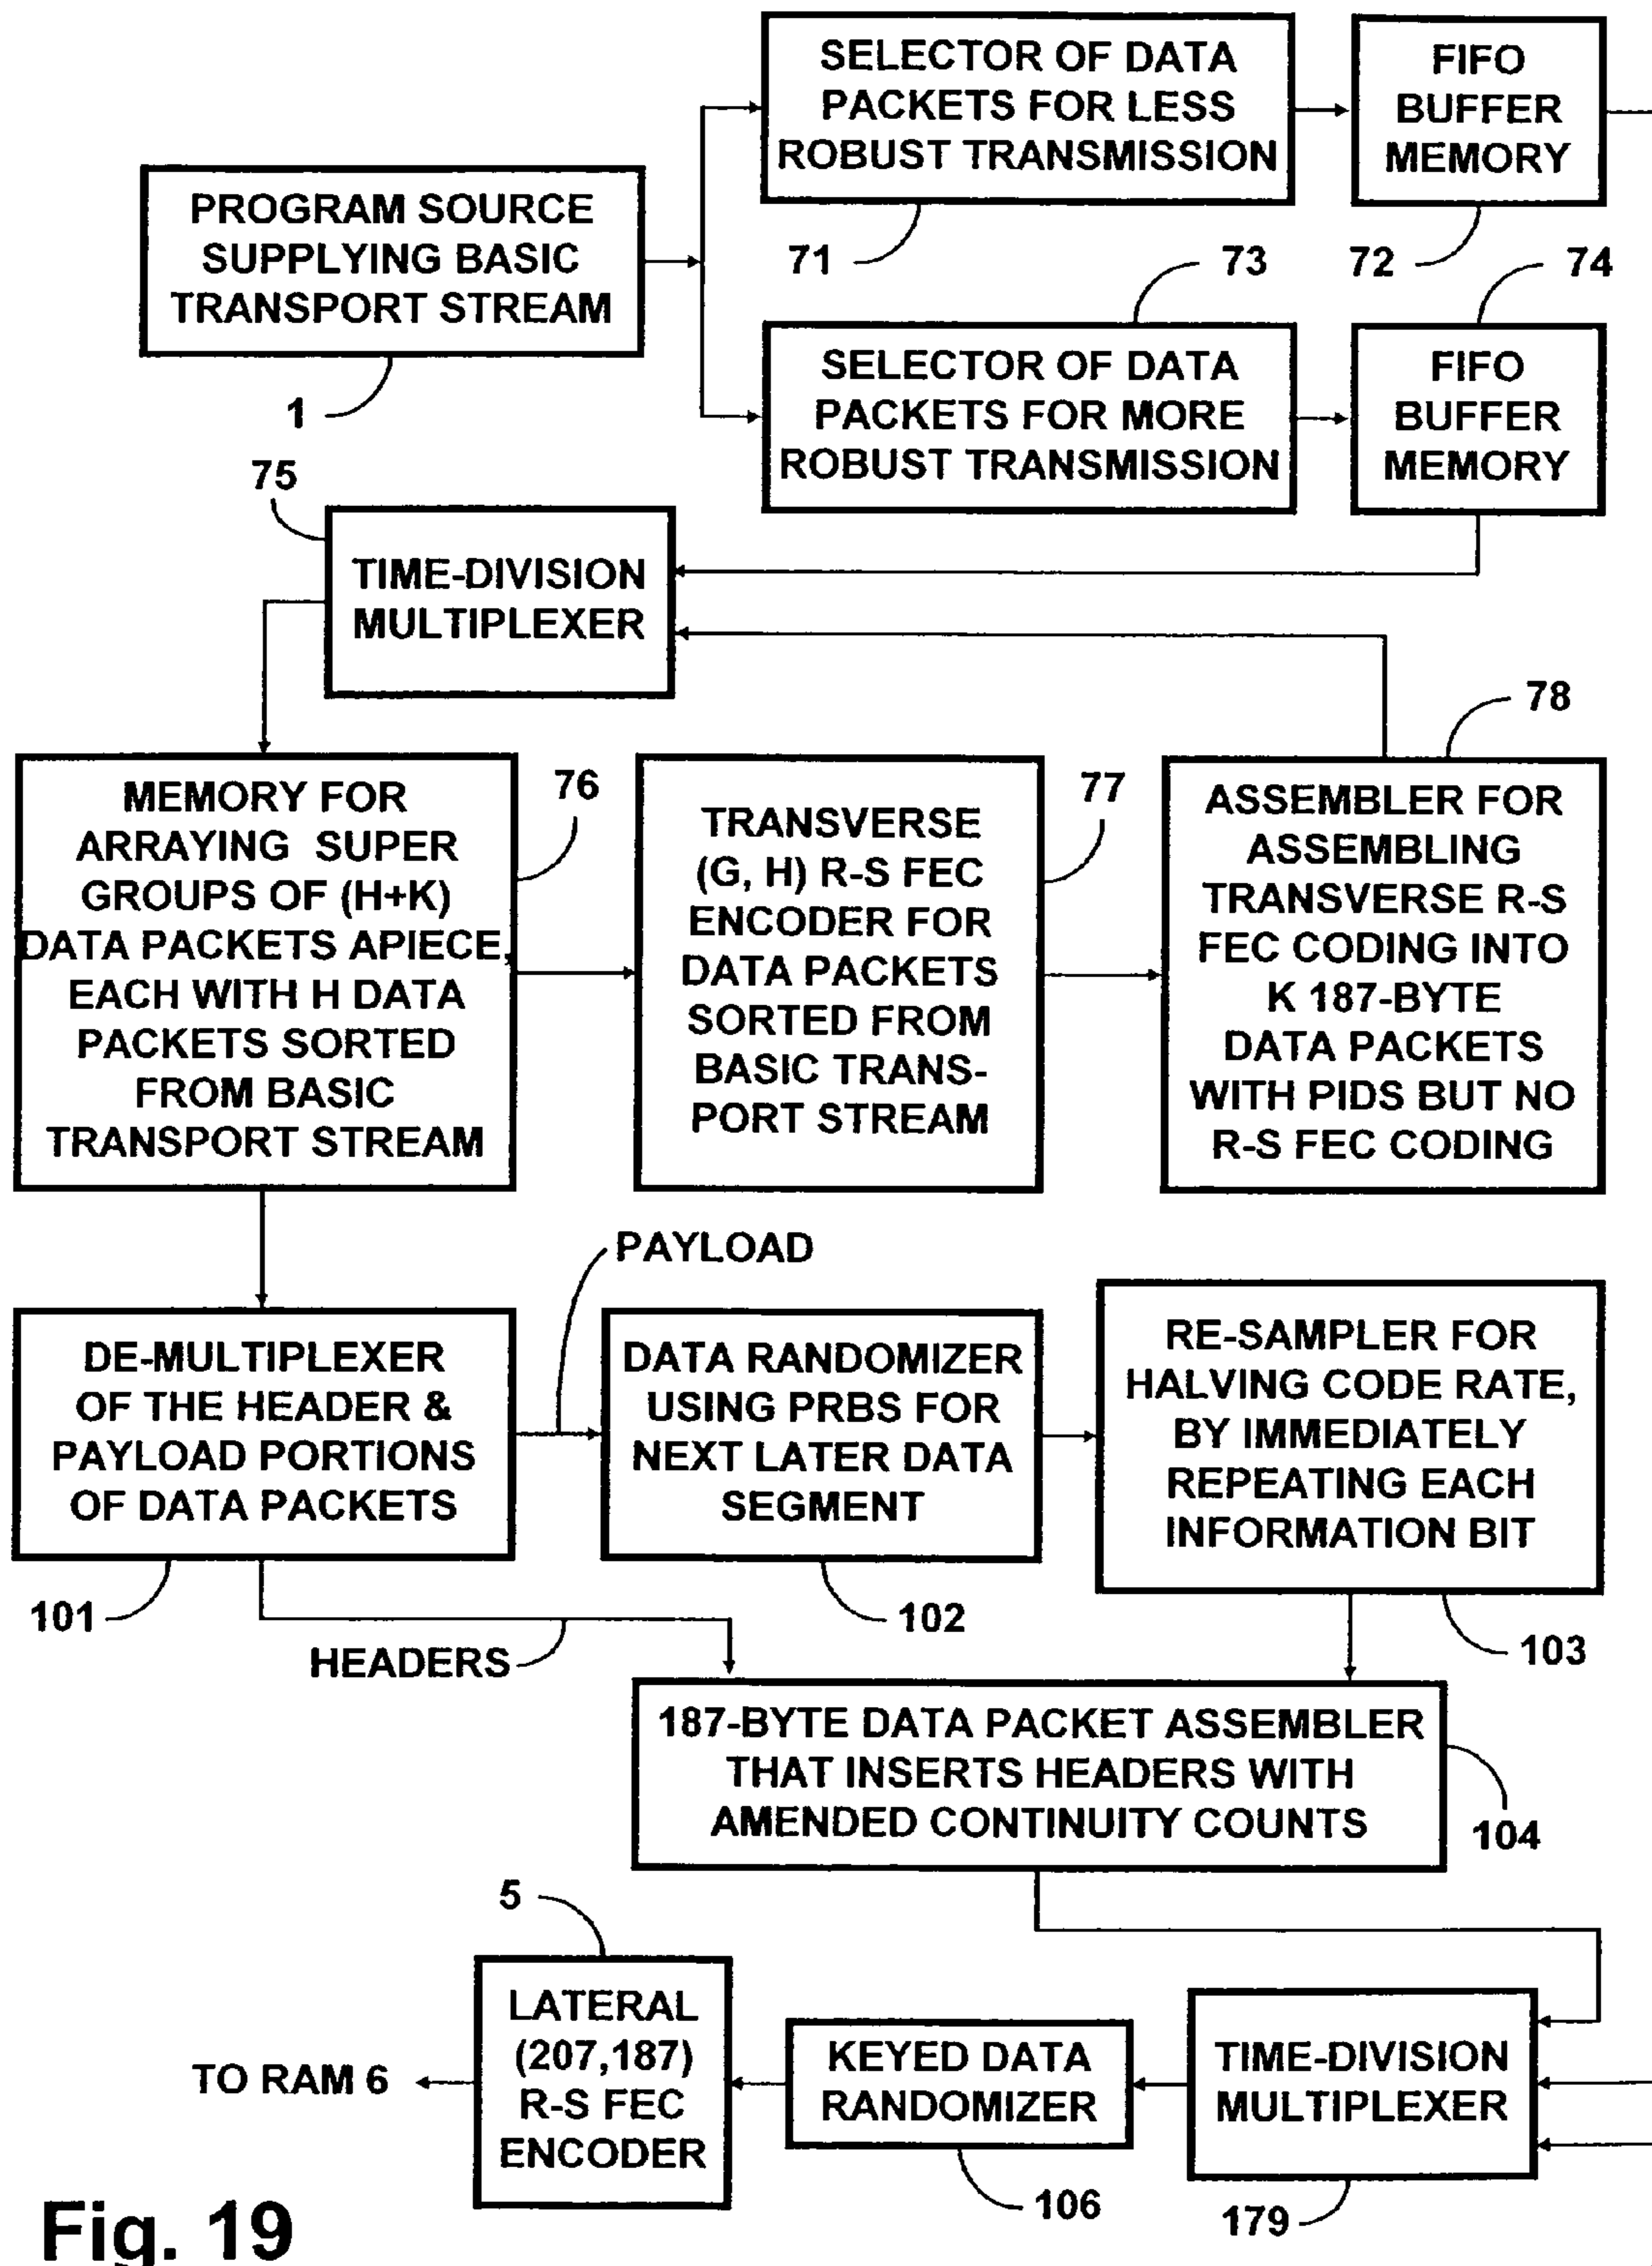 SELECTOR OF DATA
PACKETS FOR LESS
ROBUST TRANSMISSION
71
FIFO
BUFFER
MEMORY
72
PROGRAM SOURCE
SUPPLYING BASIC
TRANSPORT STREAM
1
73
SELECTOR OF DATA
PACKETS FOR MORE
ROBUST TRANSMISSION
74
FIFO
BUFFER
MEMORY
75
TIME-DIVISION
MULTIPLEXER
MEMORY FOR
ARRAYING SUPER
GROUPS OF (H+K)
DATA PACKETS APIECE,
EACH WITH H DATA
PACKETS SORTED
FROM BASIC
TRANSPORT STREAM
76
TRANSVERSE
(G, H) R-S FEC
ENCODER FOR
DATA PACKETS
SORTED FROM
BASIC TRANS-
PORT STREAM
77
78
ASSEMBLER FOR
ASSEMBLING
TRANSVERSE R-S
FEC CODING INTO
K 187-BYTE
DATA PACKETS
WITH PIDS BUT NO
R-S FEC CODING
PAYLOAD
DE-MULTIPLEXER
OF THE HEADER &
PAYLOAD PORTIONS
OF DATA PACKETS
101
DATA RANDOMIZER
USING PRBS FOR
NEXT LATER DATA
SEGMENT
102
RE-SAMPLER FOR
HALVING CODE RATE,
BY IMMEDIATELY
REPEATING EACH
INFORMATION BIT
103
HEADERS
187-BYTE DATA PACKET ASSEMBLER
THAT INSERTS HEADERS WITH
AMENDED CONTINUITY COUNTS
104
5
LATERAL
(207,187)
R-S FEC
ENCODER
TO RAM 6
KEYED DATA
RANDOMIZER
106
TIME-DIVISION
MULTIPLEXER
179
Fig. 19